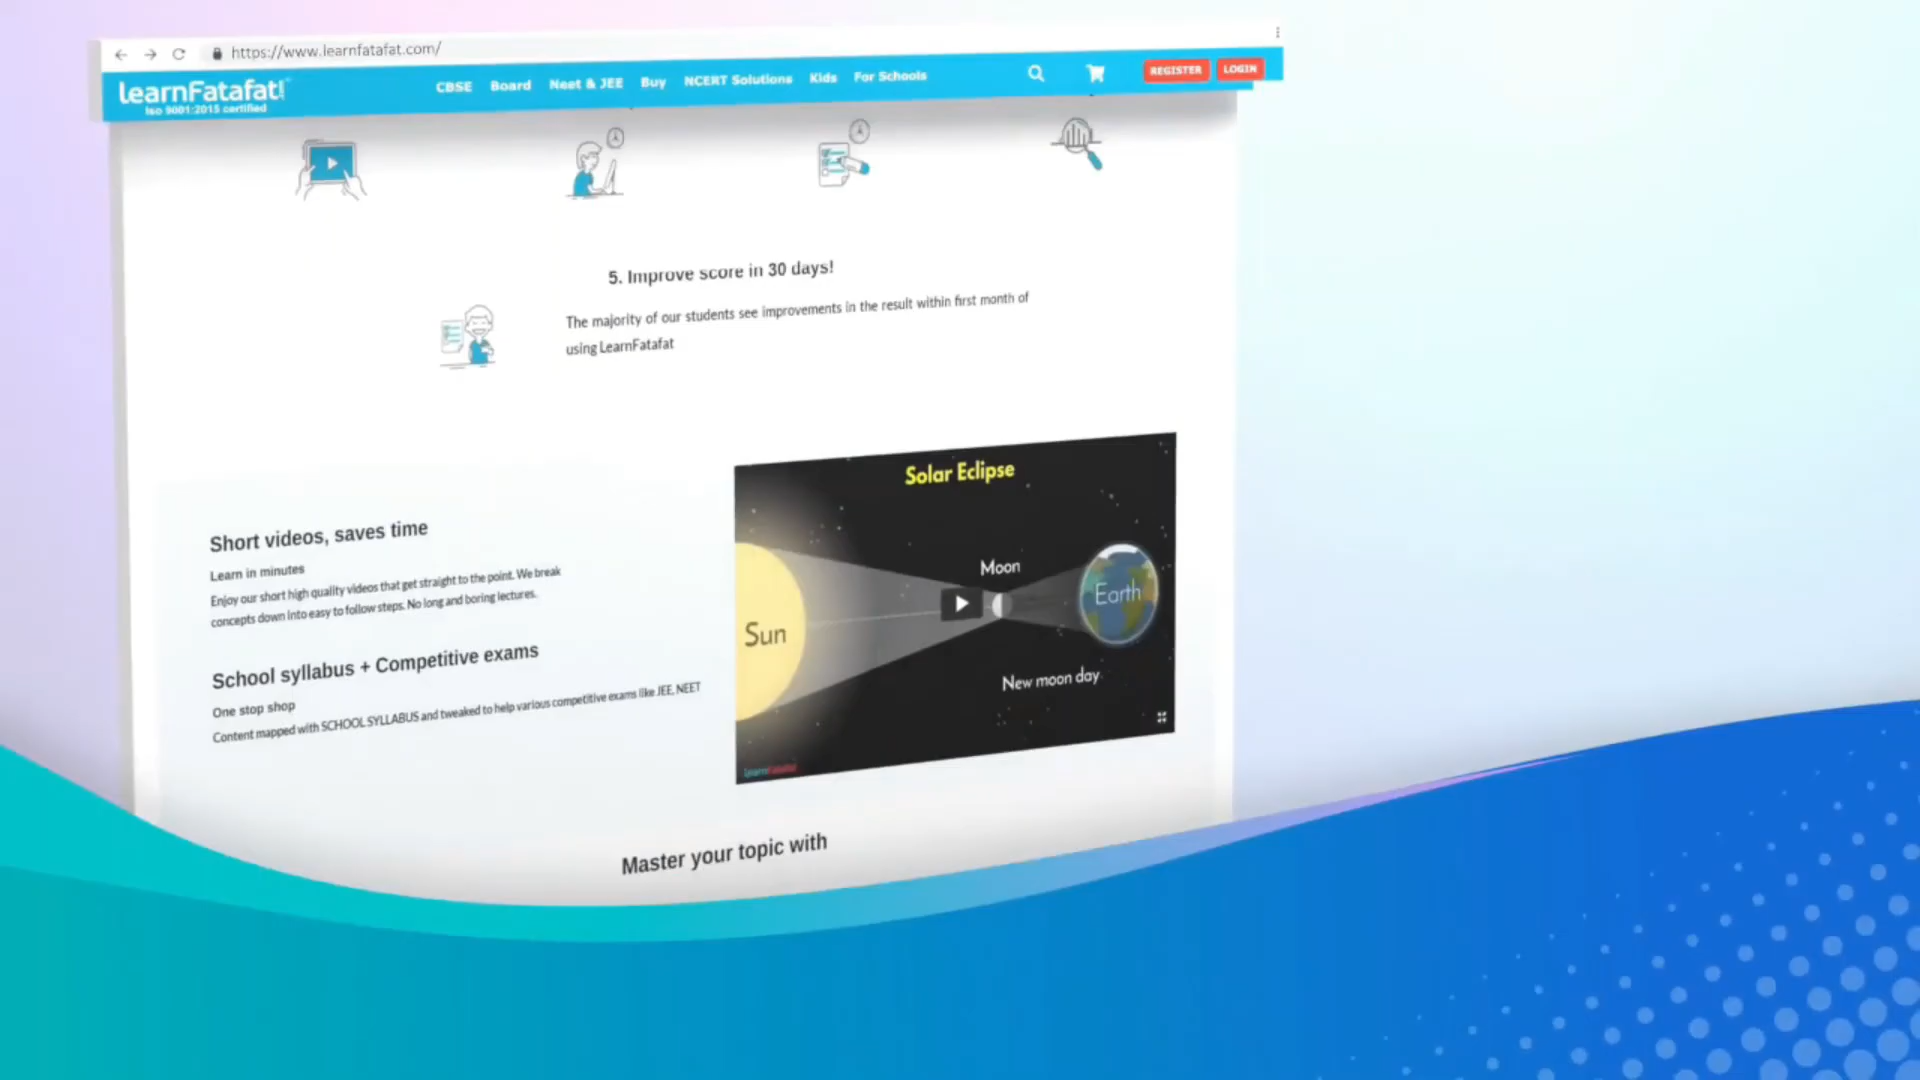 https://www.learnfatafat.com/
learnFatafat!
Iso 9001:2015 certified
CBSE Board Neet & JEE Buy NCERT Solutions Kids For Schools
REGISTER LOGIN
5. Improve score in 30 days!
The majority of our students see improvements in the result within first month of
using LearnFatafat
Short videos, saves time
Learn in minutes
Enjoy our short high quality videos that get straight to the point. We break
concepts down into easy to follow steps. No long and boring lectures.
School syllabus + Competitive exams
One stop shop
Content mapped with SCHOOL SYLLABUS and tweaked to help various competitive exams like JEE, NEET
Solar Eclipse
Moon
Earth
Sun
New moon day
learnfatafat
Master your topic with